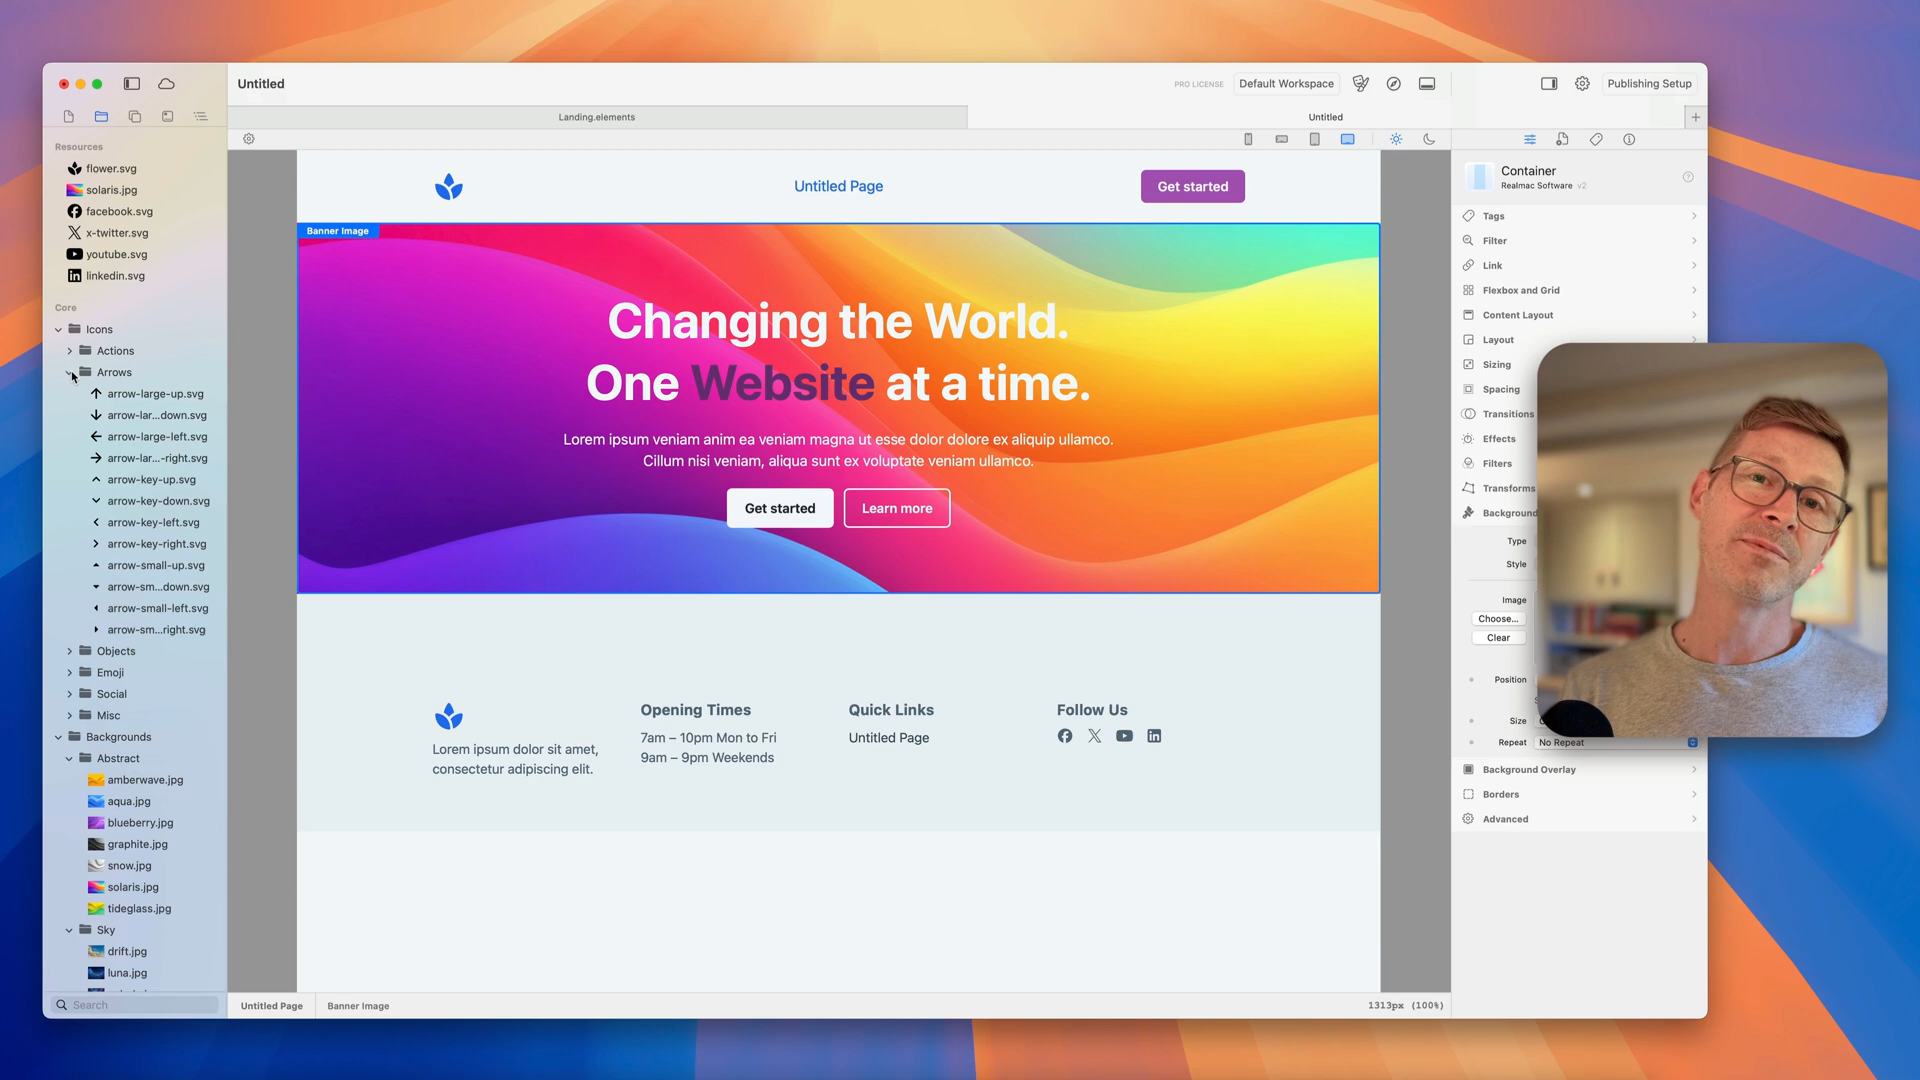 Untitled
PRO LICENSE
Default Workspace
Publishing Setup
Landing.elements
Untitled
Resources
flower.svg
solaris.jpg
facebook.svg
x-twitter.svg
youtube.svg
linkedin.svg
Core
Icons
Actions
Arrows
arrow-large-up.svg
arrow-lar...down.svg
arrow-large-left.svg
arrow-lar...-right.svg
arrow-key-up.svg
arrow-key-down.svg
arrow-key-left.svg
arrow-key-right.svg
arrow-small-up.svg
arrow-sm...down.svg
arrow-small-left.svg
arrow-sm...right.svg
Objects
Emoji
Social
Misc
Backgrounds
Abstract
amberwave.jpg
aqua.jpg
blueberry.jpg
graphite.jpg
snow.jpg
solaris.jpg
tideglass.jpg
Sky
drift.jpg
luna.jpg
Search
Untitled Page
Get started
Banner Image
Changing the World.
One Website at a time.
Lorem ipsum veniam anim ea veniam magna ut esse dolor dolore ex aliquip ullamco.
Cillum nisi veniam, aliqua sunt ex voluptate veniam ullamco.
Get started
Learn more
Lorem ipsum dolor sit amet,
consectetur adipiscing elit.
Opening Times
7am – 10pm Mon to Fri
9am – 9pm Weekends
Quick Links
Untitled Page
Follow Us
Untitled Page
Banner Image
1313px (100%)
Container
Realmac Software v2
Tags
Filter
Link
Flexbox and Grid
Content Layout
Layout
Sizing
Spacing
Transitions
Effects
Filters
Transforms
Background
Type
Style
Image
Choose...
Clear
Position
Size
Repeat
No Repeat
Background Overlay
Borders
Advanced